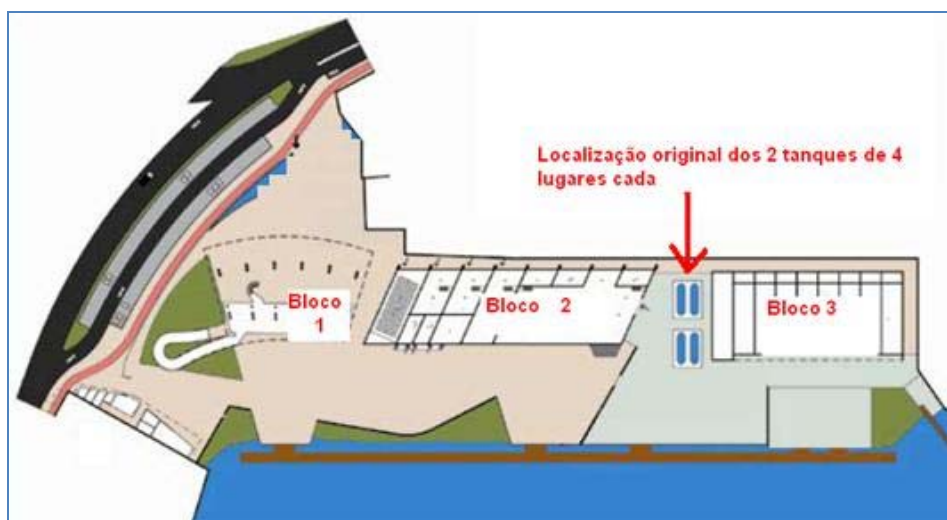 Localização original dos 2 tanques de 4
lugares cada
Bloco
1
Bloco 2
Bloco 3